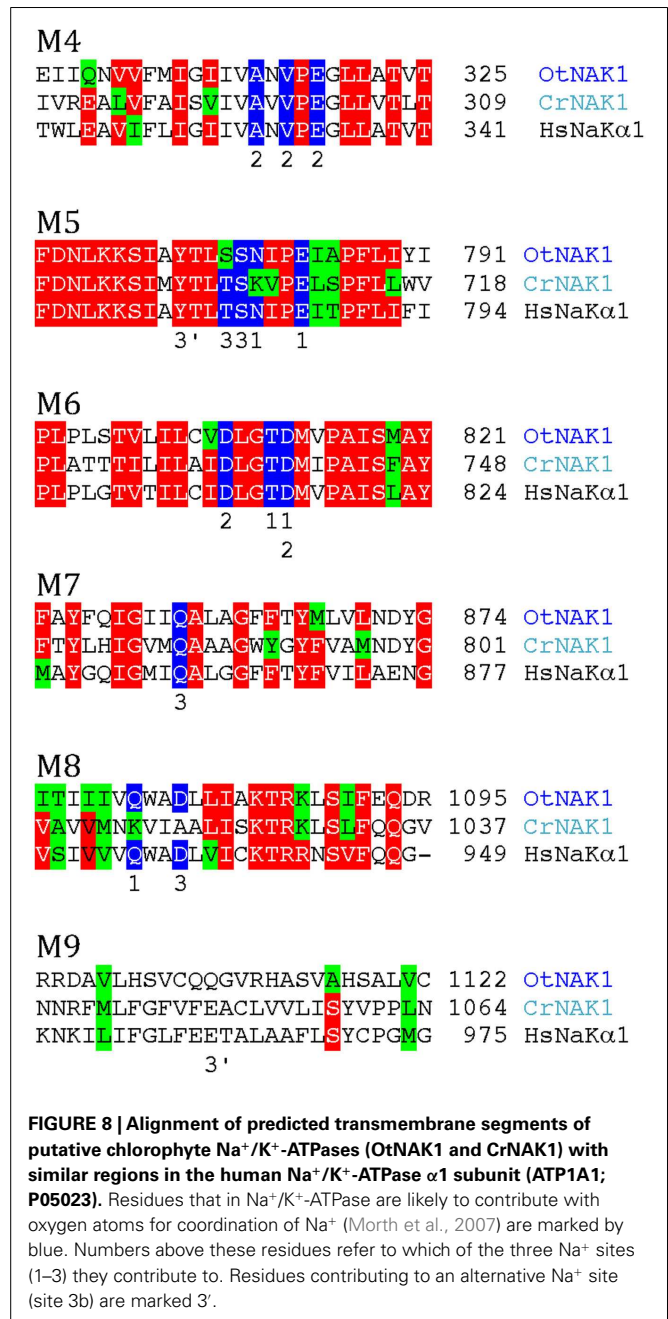 M4
EIIQNVVFMIGIIVANVPEGLLATVT 325 OtNAK1
IVREALVFAISVIVAVVPEGLLVTLT 309 CrNAK1
TWLEAVIFLIGIIVANVPEGLLATVT 341 HsNaKα1
2 2 2
M5
FDNLKKSIAYTLSSNIPEIAPFLIYI 791 OtNAK1
FDNLKKSIMYTLTSKVPELSPFLLWV 718 CrNAK1
FDNLKKSIAYTLTSNIPEITPFLIFI 794 HsNaKα1
3' 331 1
M6
PLPLSTVLILCVDLGTDMVPAISMAY 821 OtNAK1
PLATTTILILAIDLGTDMIPAISFAY 748 CrNAK1
PLPLGTVTILCIDLGTDMVPAISLAY 824 HsNaKα1
2 11
2
M7
FAYFQIGIIQALAGFFTYMLVLNDYG 874 OtNAK1
FTYLHIGVMQAAAGWYGYFVAMNDYG 801 CrNAK1
MAYGQIGMIQALGGFFTYFVILAENG 877 HsNaKα1
3
M8
ITIIIVQWADLLIAKTRKLSIFEQDR 1095 OtNAK1
VAVVMNKVIAALISKTRKLSLFQQGV 1037 CrNAK1
VSIVVVQWADLVICKTRRNSVFQQG- 949 HsNaKα1
1 3
M9
RRDAVLHSVCQQGVRHASVAHSALVC 1122 OtNAK1
NNRFMLFGFVFEACLVVLISYVPPLN 1064 CrNAK1
KNKILIFGLFEETALAAFLSYCPGMG 975 HsNaKα1
3'
FIGURE 8 | Alignment of predicted transmembrane segments of
putative chlorophyte Na⁺/K⁺-ATPases (OtNAK1 and CrNAK1) with
similar regions in the human Na⁺/K⁺-ATPase α1 subunit (ATP1A1;
P05023). Residues that in Na⁺/K⁺-ATPase are likely to contribute with
oxygen atoms for coordination of Na⁺ (Morth et al., 2007) are marked by
blue. Numbers above these residues refer to which of the three Na⁺ sites
(1–3) they contribute to. Residues contributing to an alternative Na⁺ site
(site 3b) are marked 3′.